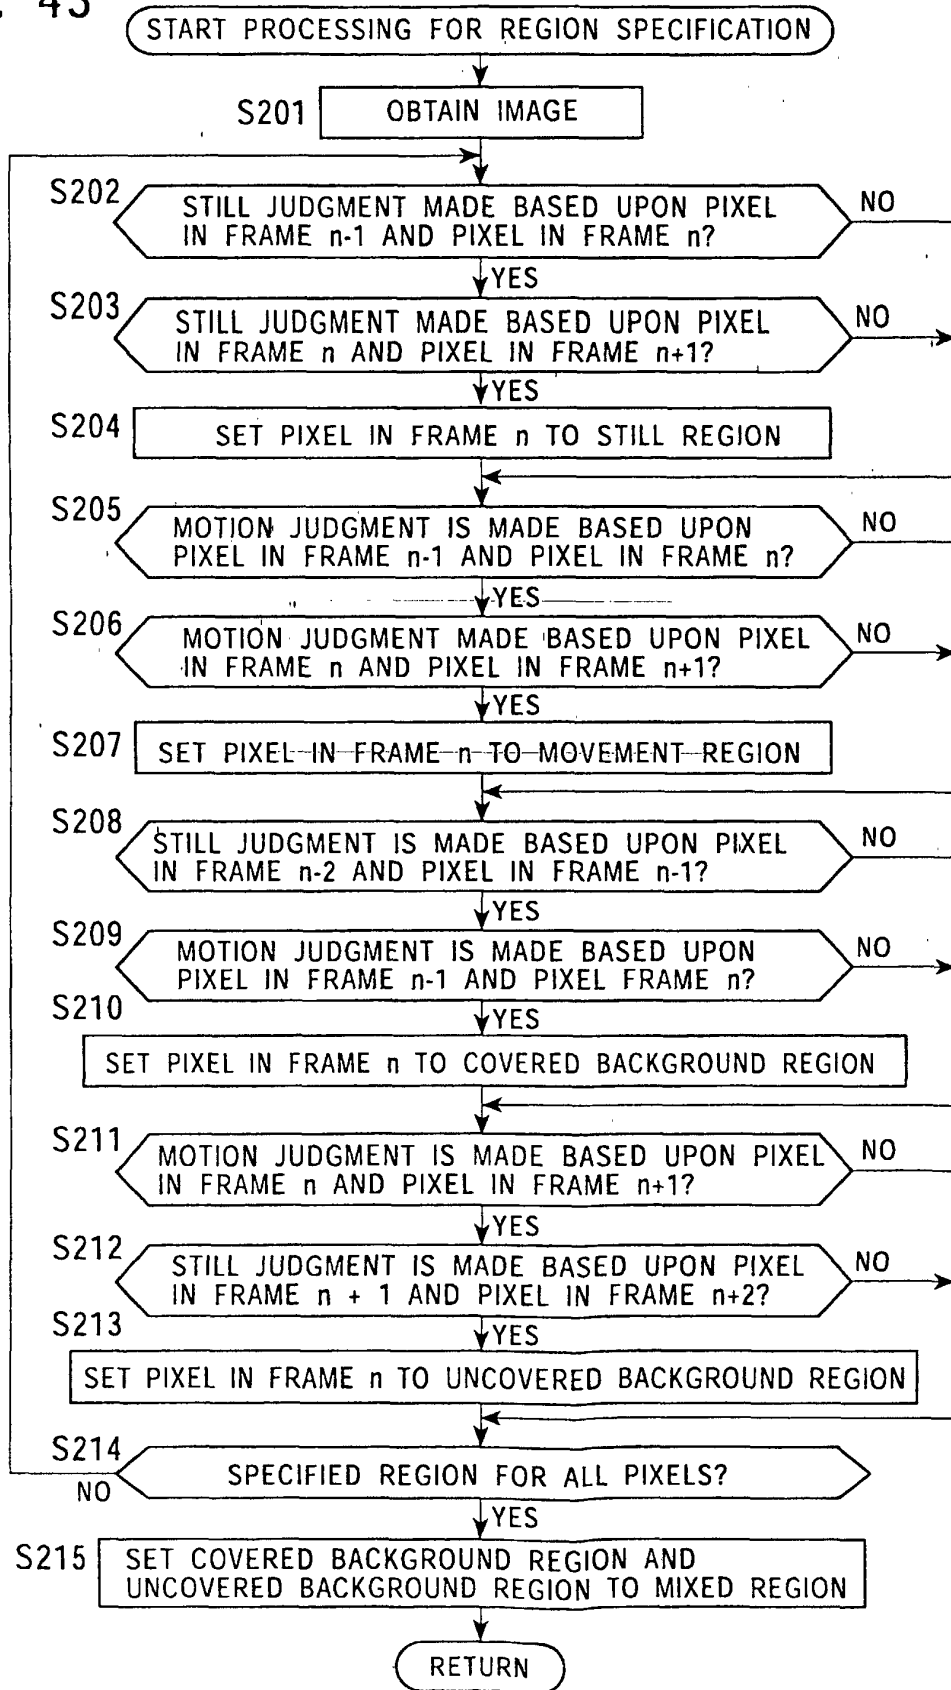 43
START PROCESSING FOR REGION SPECIFICATION
S201
OBTAIN IMAGE
S202
STILL JUDGMENT MADE BASED UPON PIXEL
IN FRAME n-1 AND PIXEL IN FRAME n?
NO
YES
S203
STILL JUDGMENT MADE BASED UPON PIXEL
IN FRAME n AND PIXEL IN FRAME n+1?
NO
YES
S204
SET PIXEL IN FRAME n TO STILL REGION
S205
MOTION JUDGMENT IS MADE BASED UPON
PIXEL IN FRAME n-1 AND PIXEL IN FRAME n?
NO
YES
S206
MOTION JUDGMENT MADE BASED UPON PIXEL
IN FRAME n AND PIXEL IN FRAME n+1?
NO
YES
S207
SET PIXEL IN FRAME n TO MOVEMENT REGION
S208
STILL JUDGMENT IS MADE BASED UPON PIXEL
IN FRAME n-2 AND PIXEL IN FRAME n-1?
NO
YES
S209
MOTION JUDGMENT IS MADE BASED UPON
PIXEL IN FRAME n-1 AND PIXEL FRAME n?
NO
YES
S210
SET PIXEL IN FRAME n TO COVERED BACKGROUND REGION
S211
MOTION JUDGMENT IS MADE BASED UPON PIXEL
IN FRAME n AND PIXEL IN FRAME n+1?
NO
YES
S212
STILL JUDGMENT IS MADE BASED UPON PIXEL
IN FRAME n + 1 AND PIXEL IN FRAME n+2?
NO
YES
S213
SET PIXEL IN FRAME n TO UNCOVERED BACKGROUND REGION
S214
SPECIFIED REGION FOR ALL PIXELS?
NO
YES
S215
SET COVERED BACKGROUND REGION AND
UNCOVERED BACKGROUND REGION TO MIXED REGION
RETURN